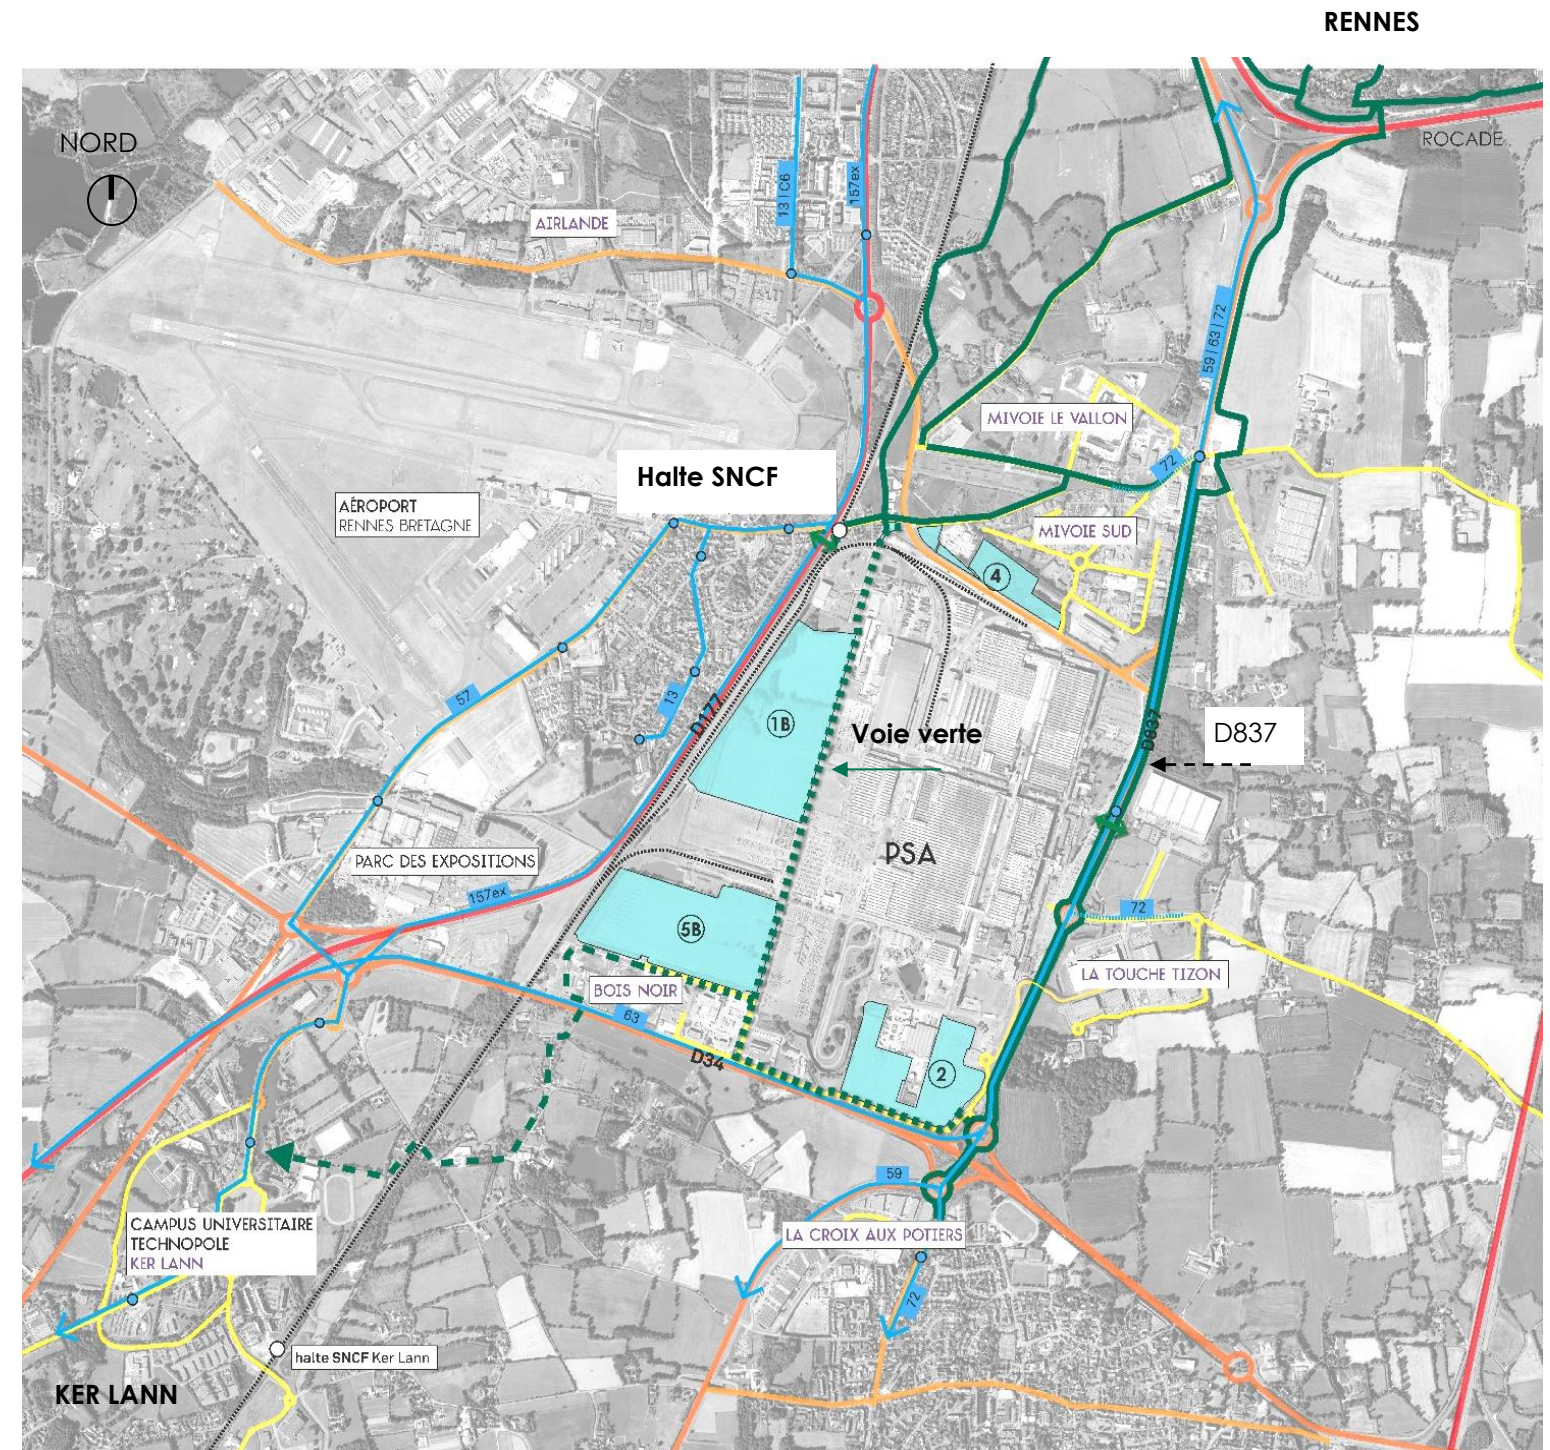 RENNES
NORD
ROCADE
13 | C6
157ex
AIRLANDE
59 | 63 | 72
MIVOIE LE VALLON
72
Halte SNCF
AÉROPORT
RENNES BRETAGNE
MIVOIE SUD
4
57
13
D177
1B
Voie verte
D837
D837
PSA
PARC DES EXPOSITIONS
157ex
72
5B
LA TOUCHE TIZON
BOIS NOIR
63
D34
2
59
CAMPUS UNIVERSITAIRE
TECHNOPOLE
KER LANN
LA CROIX AUX POTIERS
72
halte SNCF Ker Lann
KER LANN